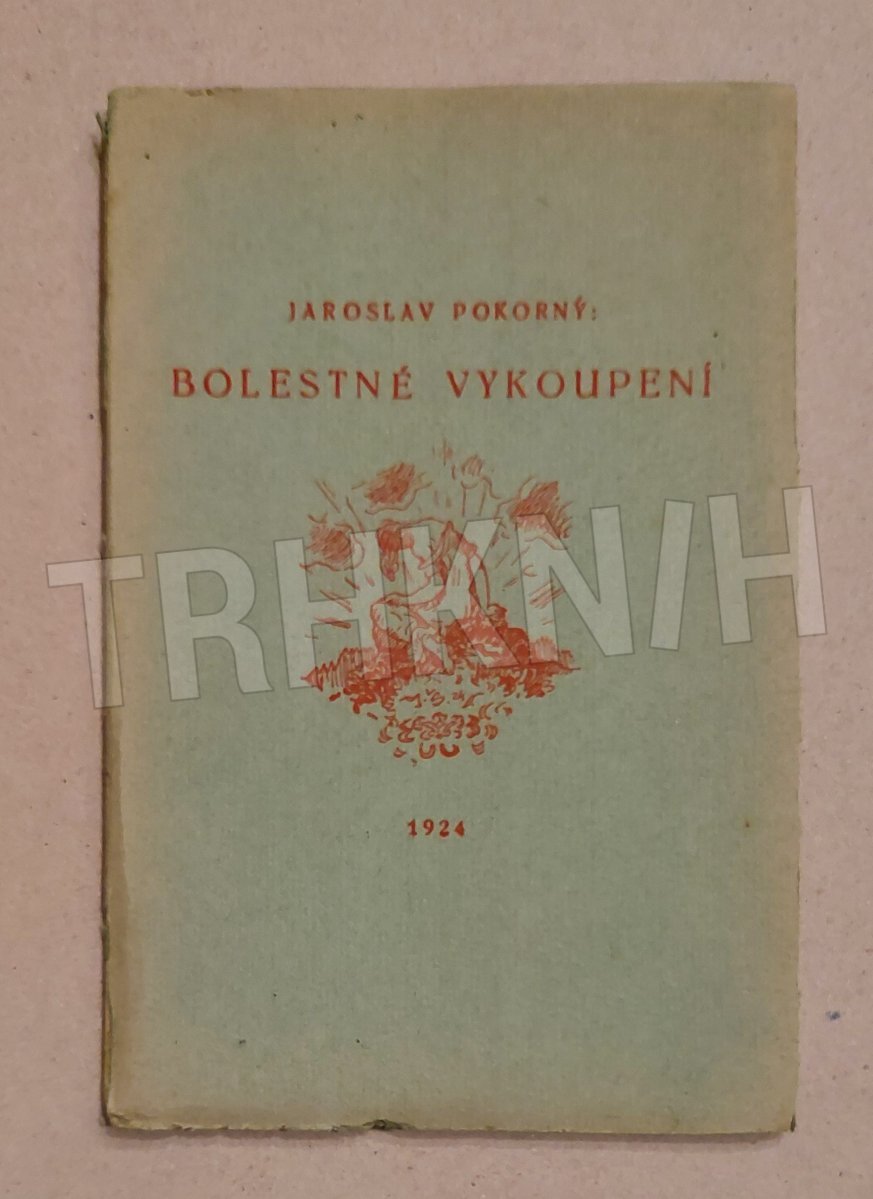 JAROSLAV POKORNÝ:
BOLESTNÉ VYKOUPENÍ
TRHKNIH
1924